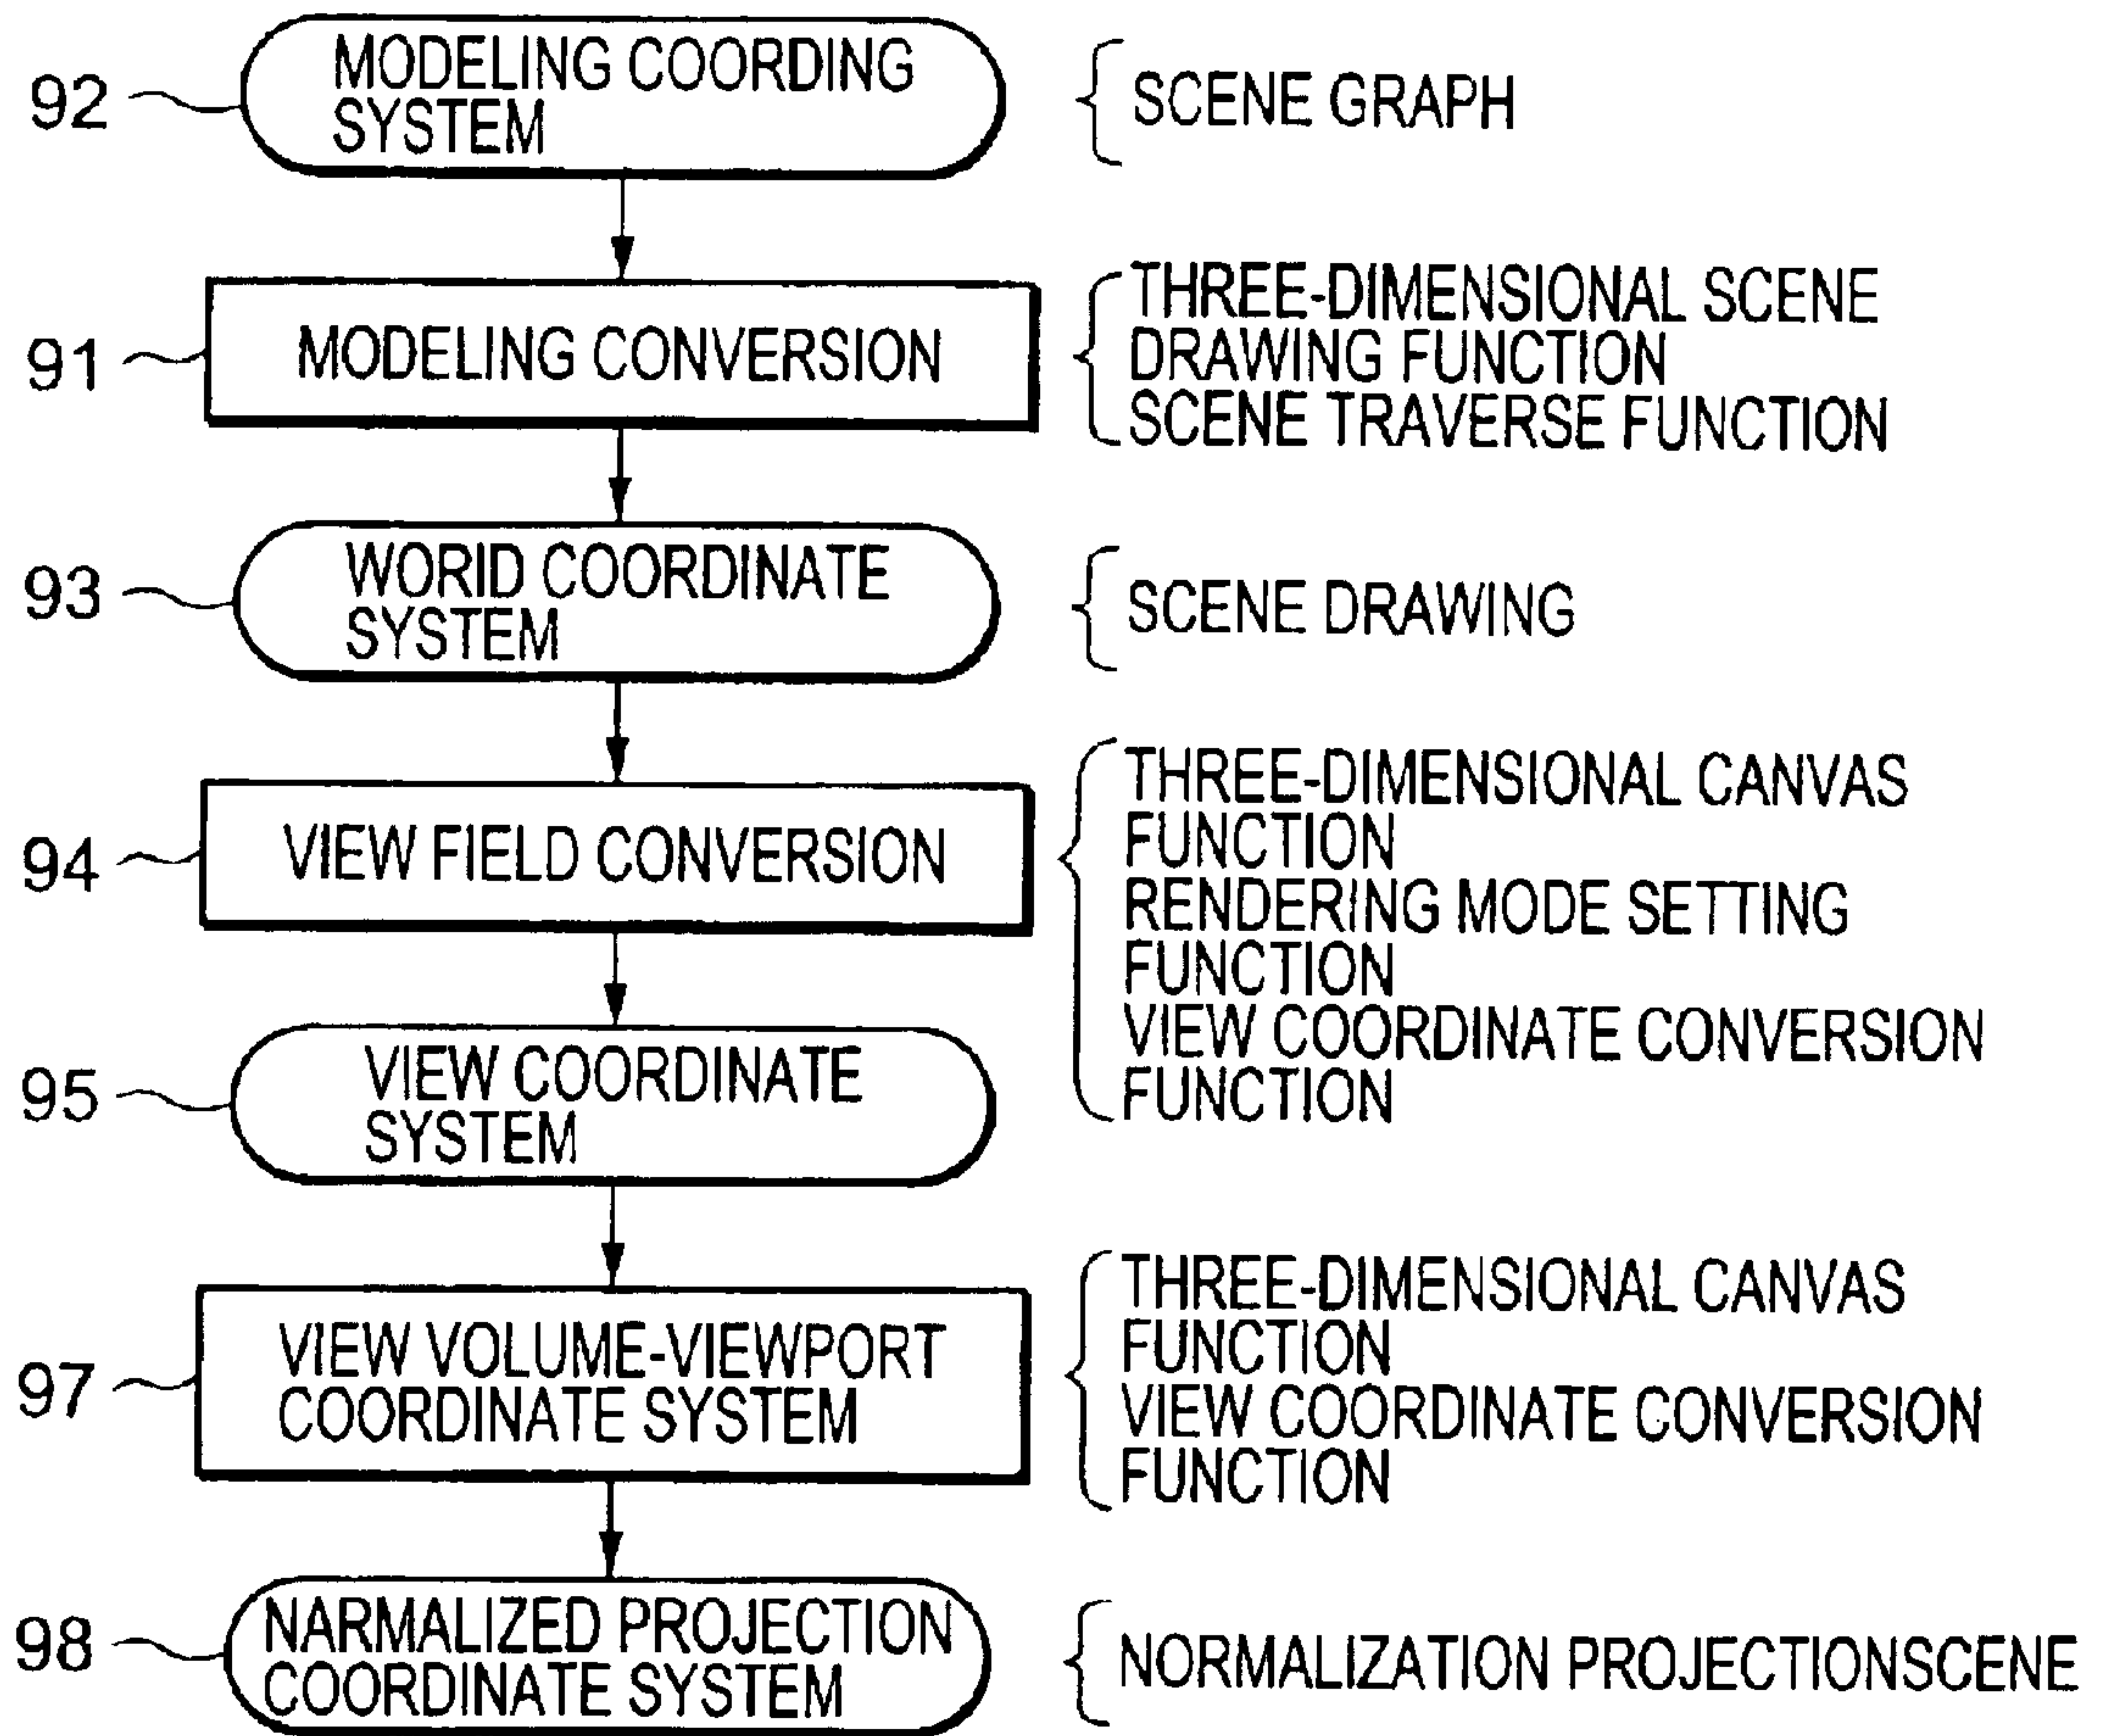 92
MODELING COORDING
SYSTEM
SCENE GRAPH
91
MODELING CONVERSION
THREE-DIMENSIONAL SCENE
DRAWING FUNCTION
SCENE TRAVERSE FUNCTION
93
WORID COORDINATE
SYSTEM
SCENE DRAWING
94
VIEW FIELD CONVERSION
THREE-DIMENSIONAL CANVAS
FUNCTION
RENDERING MODE SETTING
FUNCTION
VIEW COORDINATE CONVERSION
FUNCTION
95
VIEW COORDINATE
SYSTEM
97
VIEW VOLUME-VIEWPORT
COORDINATE SYSTEM
THREE-DIMENSIONAL CANVAS
FUNCTION
VIEW COORDINATE CONVERSION
FUNCTION
98
NARMALIZED PROJECTION
COORDINATE SYSTEM
NORMALIZATION PROJECTIONSCENE